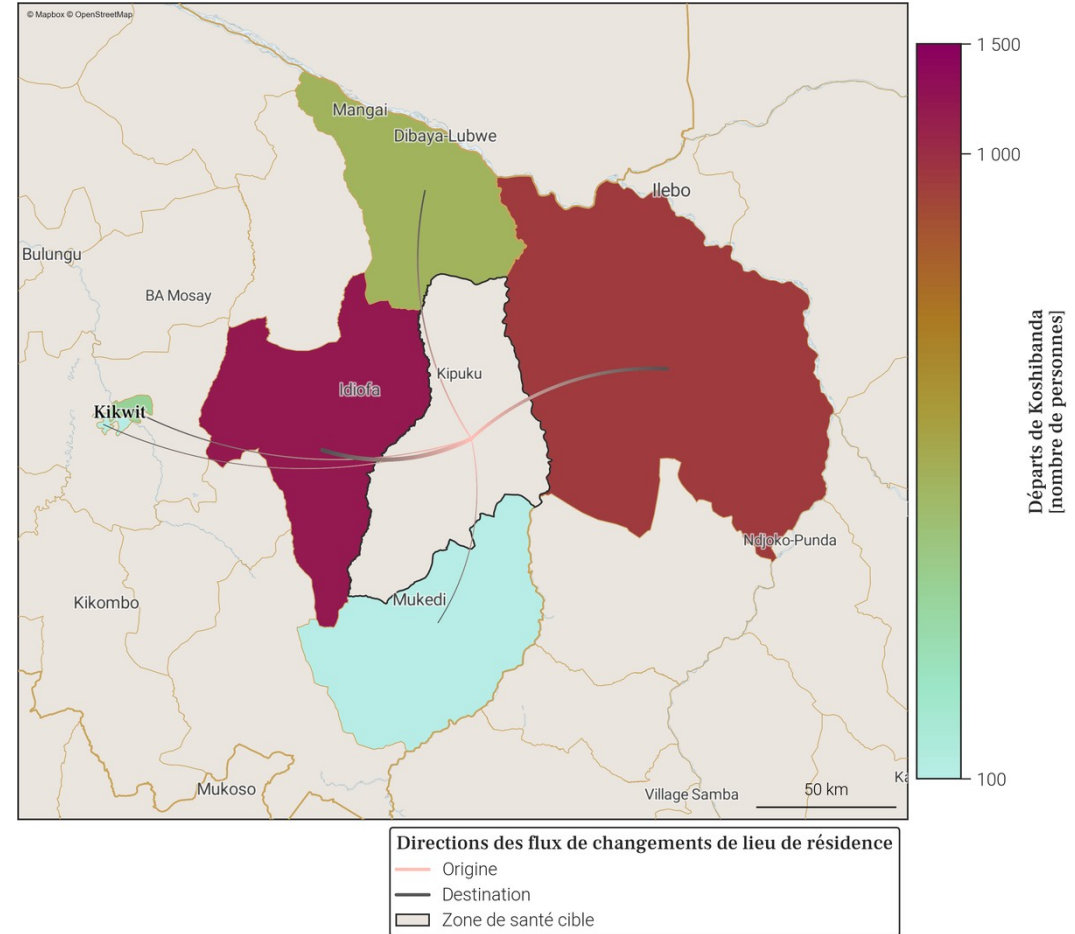 © Mapbox © OpenStreetMap
Mangai
Dibaya-Lubwe
Ilebo
Bulungu
BA Mosay
Kipuku
Idiofa
Kikwit
Ndjoko-Punda
Kikombo
Mukedi
Mukoso
Village Samba
Ka
50 km
1 500
1 000
100
Départs de Koshibanda
[nombre de personnes]
Directions des flux de changements de lieu de résidence
Origine
Destination
Zone de santé cible